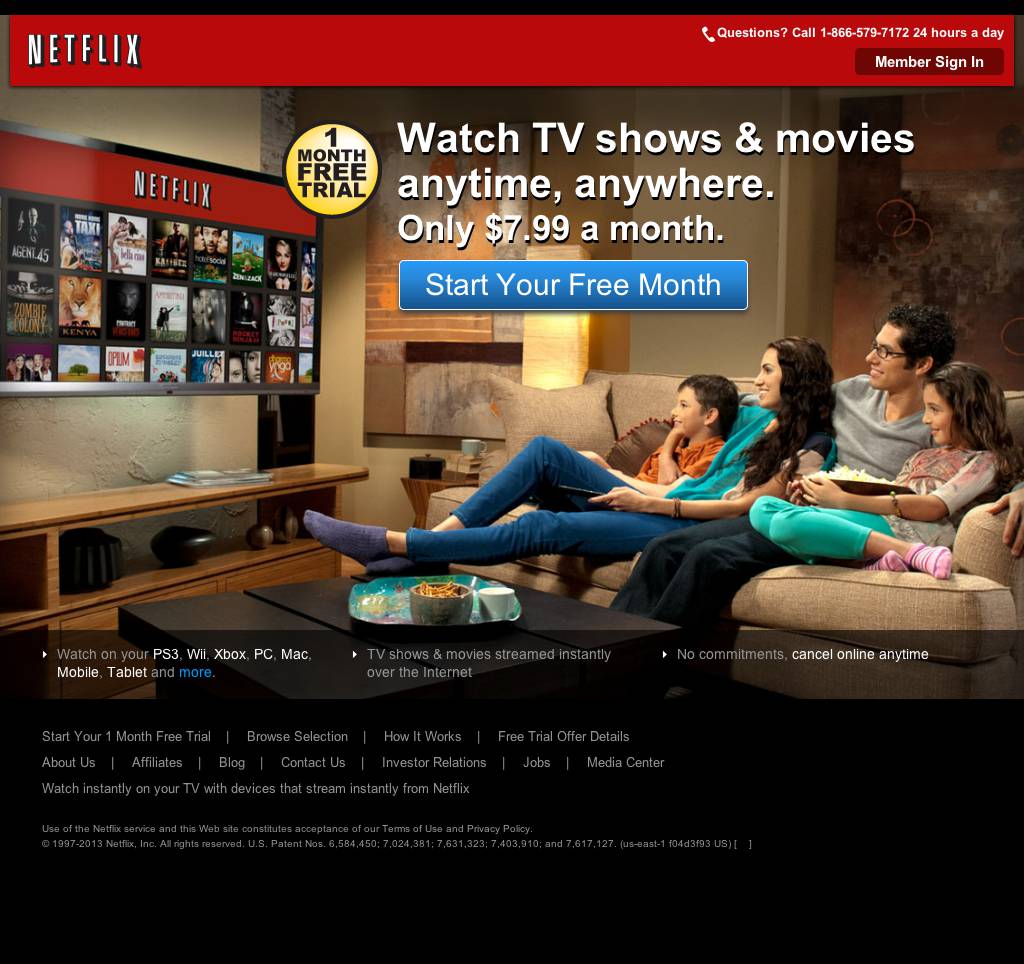 NETFLIX
Questions? Call 1-866-579-7172 24 hours a day
Member Sign In
1
MONTH
FREE
TRIAL
Watch TV shows & movies
anytime, anywhere.
Only $7.99 a month.
Start Your Free Month
NETFLIX
AGENT 45
TAXI
bella ciao
KALIBER
hotel social
ZEN & ZACK
ZOMBIE
COLONY
KENYA
OPIUM
JUILLET
Watch on your PS3, Wii, Xbox, PC, Mac,
Mobile, Tablet and more.
TV shows & movies streamed instantly
over the Internet
No commitments, cancel online anytime
Start Your 1 Month Free Trial | Browse Selection | How It Works | Free Trial Offer Details
About Us | Affiliates | Blog | Contact Us | Investor Relations | Jobs | Media Center
Watch instantly on your TV with devices that stream instantly from Netflix
Use of the Netflix service and this Web site constitutes acceptance of our Terms of Use and Privacy Policy.
© 1997-2013 Netflix, Inc. All rights reserved. U.S. Patent Nos. 6,584,450; 7,024,381; 7,631,323; 7,403,910; and 7,617,127. (us-east-1 f04d3f93 US) [ ]